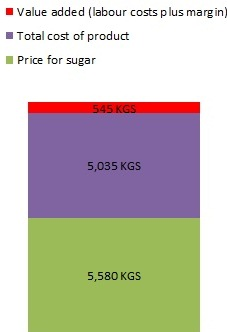 Value added (labour costs plus margin)
Total cost of product
Price for sugar
545 KGS
5,035 KGS
5,580 KGS